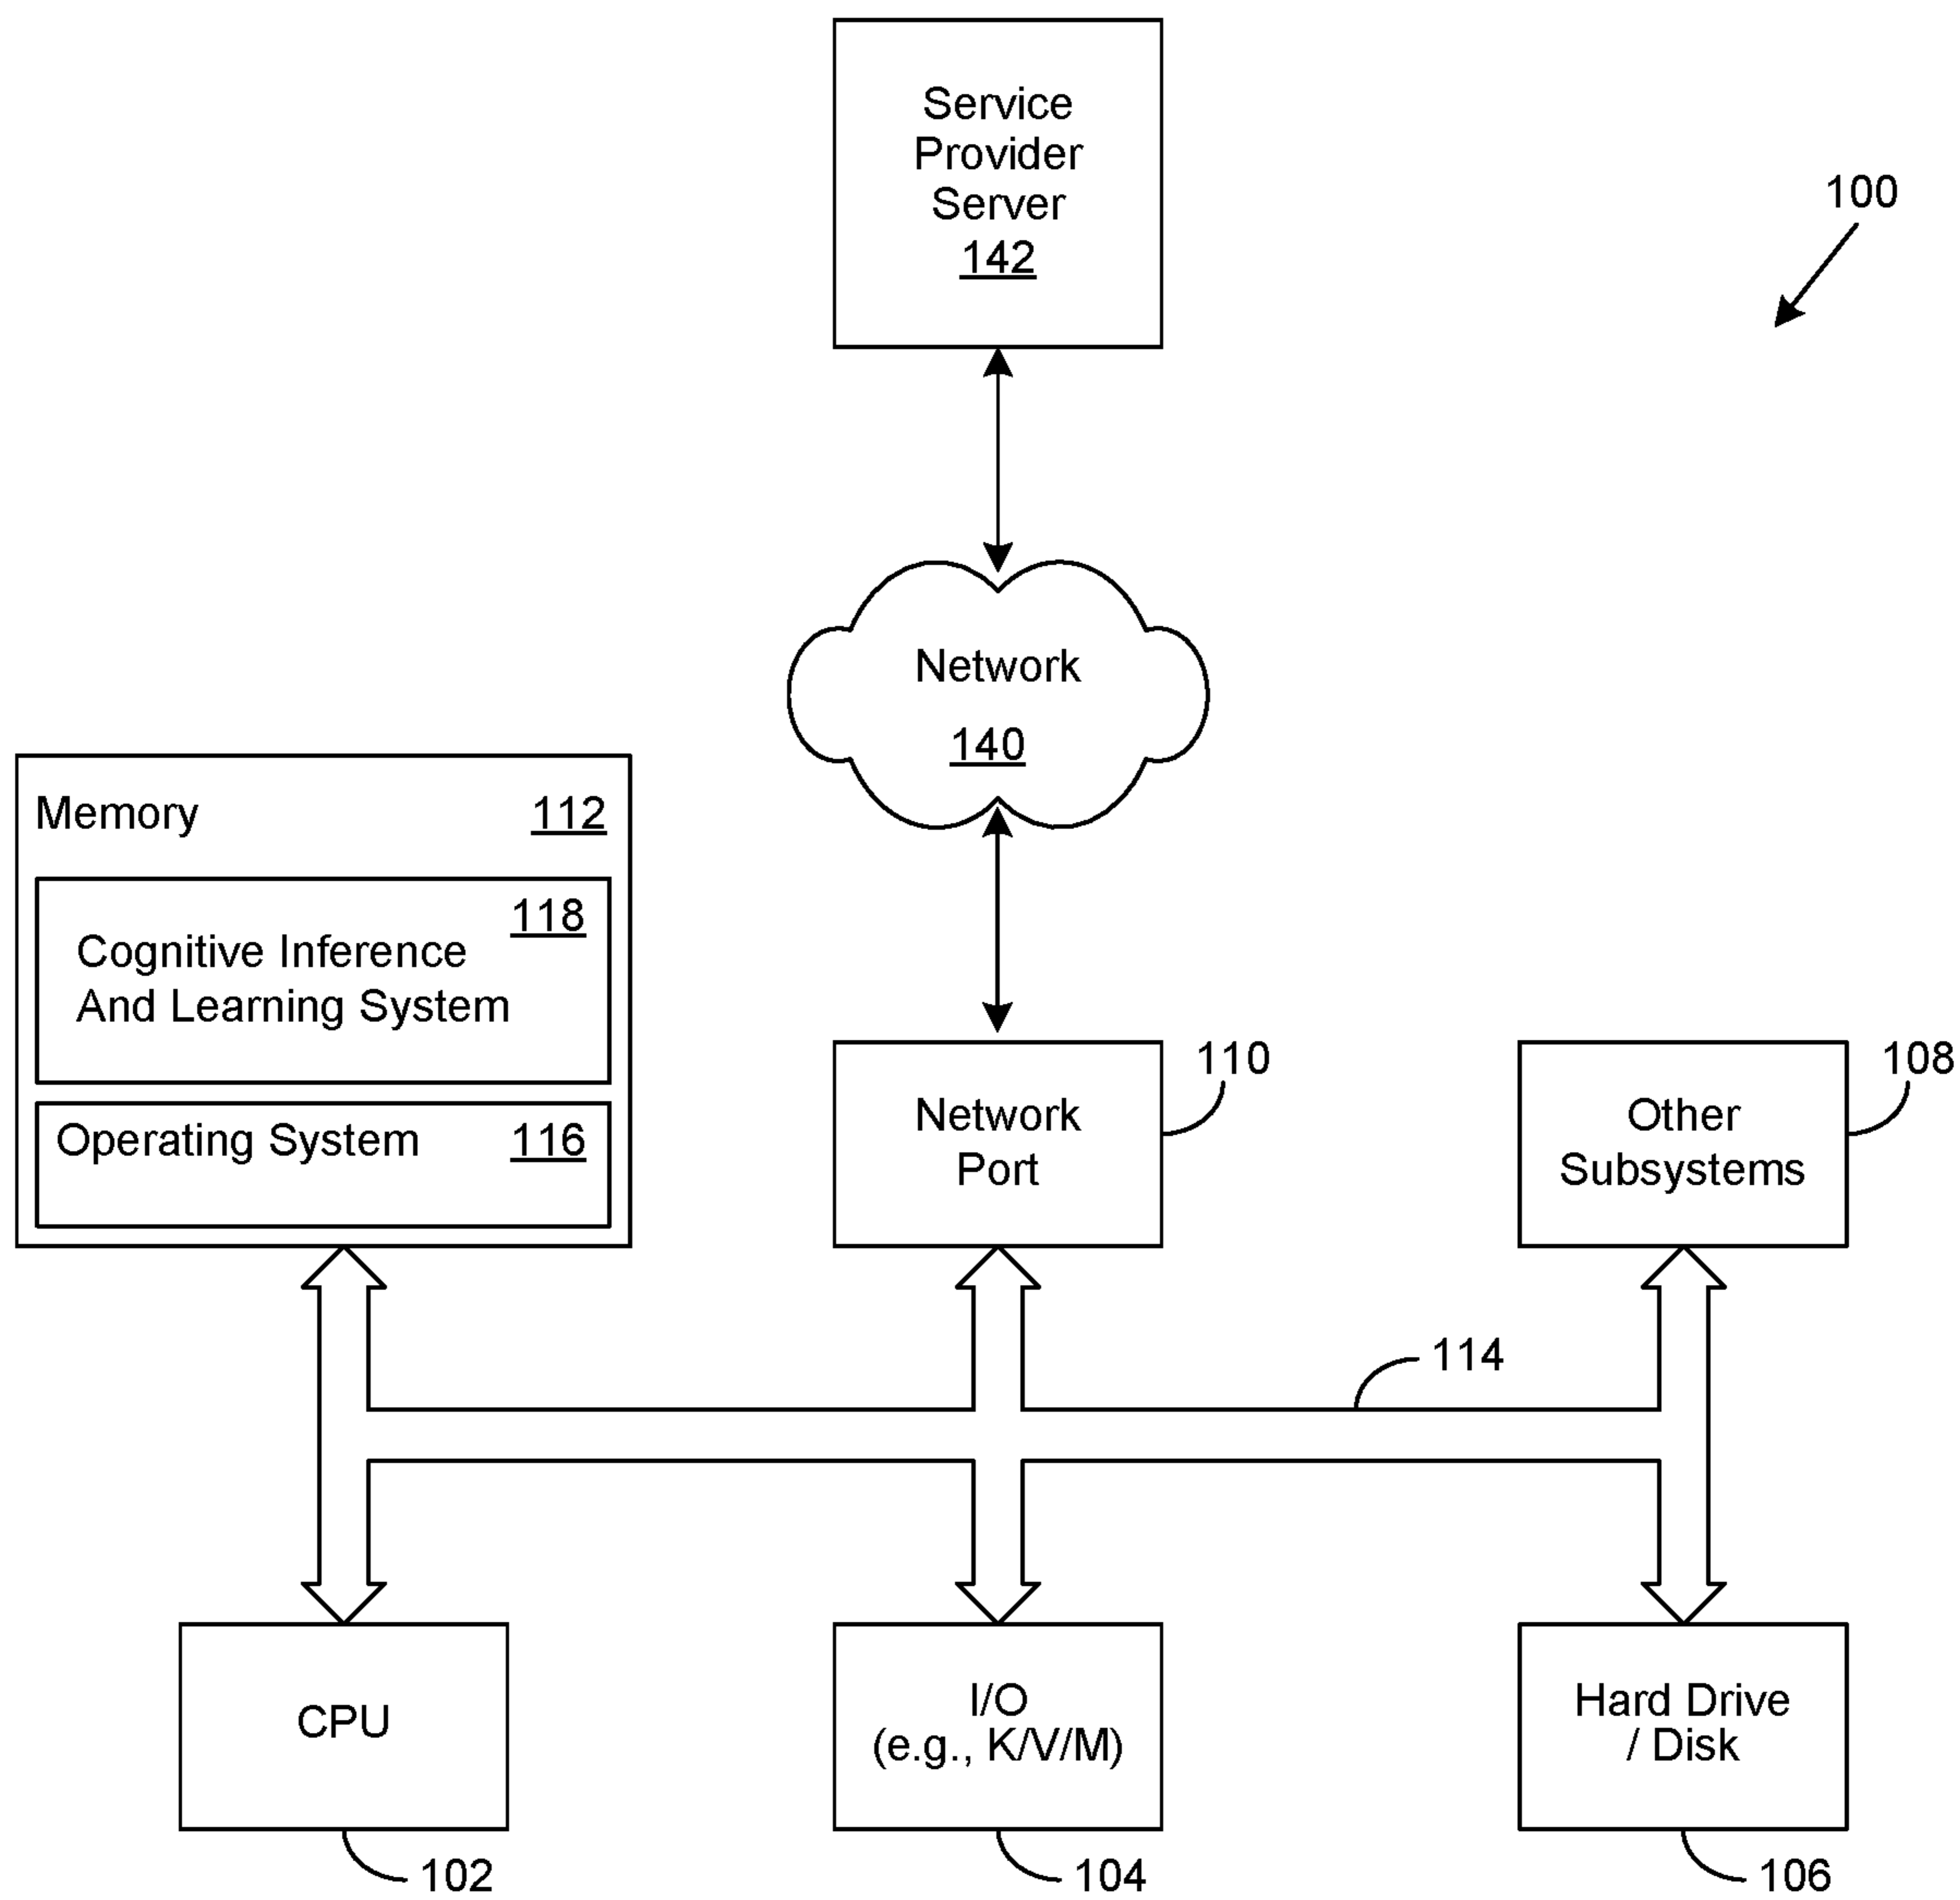 Service
Provider
Server
142
100
Network
140
Memory 112
118
Cognitive Inference
And Learning System
Operating System 116
Network
Port
110
Other
Subsystems
108
114
CPU
102
I/O
(e.g., K/V/M)
104
Hard Drive
/ Disk
106